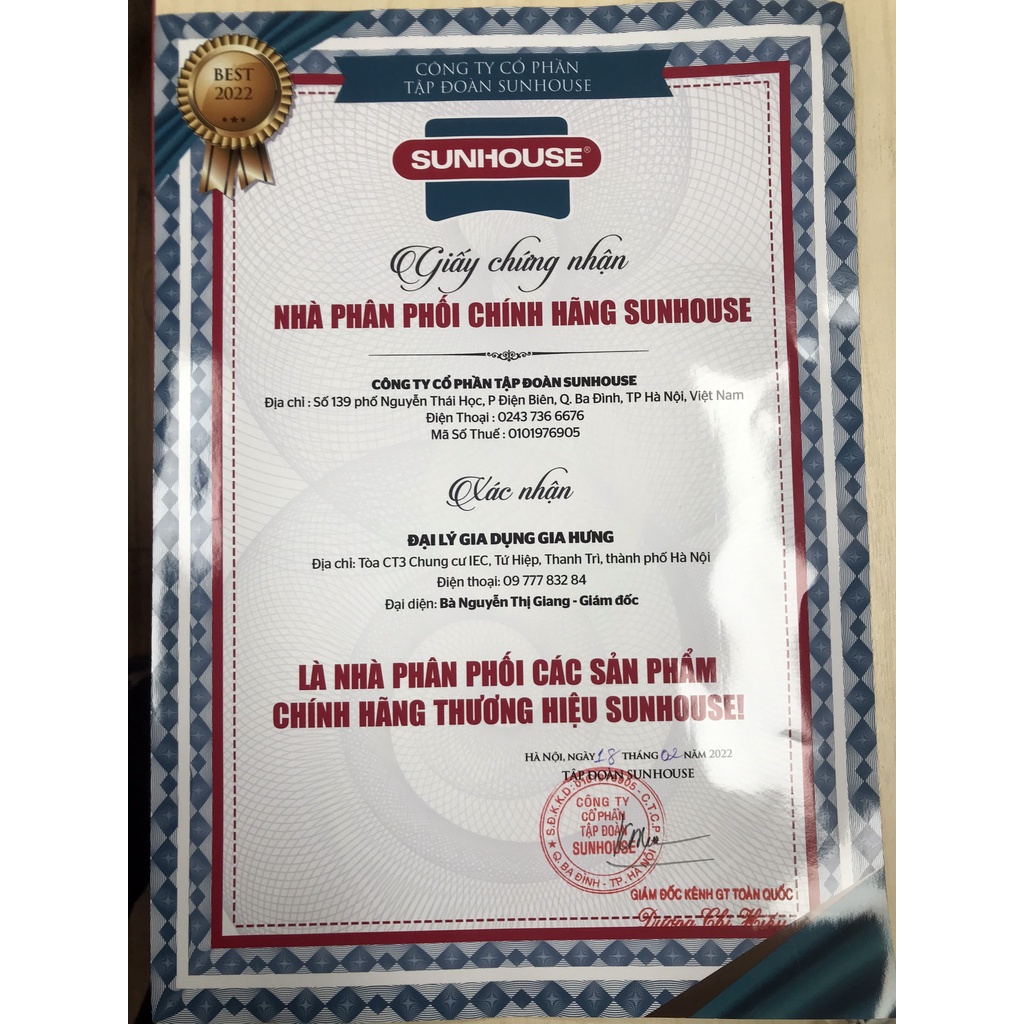 BEST
2022
CÔNG TY CỔ PHẦN
TẬP ĐOÀN SUNHOUSE
SUNHOUSE®
Giấy chứng nhận
NHÀ PHÂN PHỐI CHÍNH HÃNG SUNHOUSE
CÔNG TY CỔ PHẦN TẬP ĐOÀN SUNHOUSE
Địa chỉ : Số 139 phố Nguyễn Thái Học, P Điện Biên, Q. Ba Đình, TP Hà Nội, Việt Nam
Điện Thoại : 0243 736 6676
Mã Số Thuế : 0101976905
Xác nhận
ĐẠI LÝ GIA DỤNG GIA HƯNG
Địa chỉ: Tòa CT3 Chung cư IEC, Tứ Hiệp, Thanh Trì, thành phố Hà Nội
Điện thoại: 09 777 832 84
Đại diện: Bà Nguyễn Thị Giang - Giám đốc
LÀ NHÀ PHÂN PHỐI CÁC SẢN PHẨM
CHÍNH HÃNG THƯƠNG HIỆU SUNHOUSE!
HÀ NỘI, NGÀY 18 THÁNG 02 NĂM 2022
TẬP ĐOÀN SUNHOUSE
S.Đ.K.K.D: 0101976905 - C.T.C.P
CÔNG TY
CỔ PHẦN
TẬP ĐOÀN
SUNHOUSE
Q. BA ĐÌNH - TP. HÀ NỘI
GIÁM ĐỐC KÊNH GT TOÀN QUỐC
Dương Chí